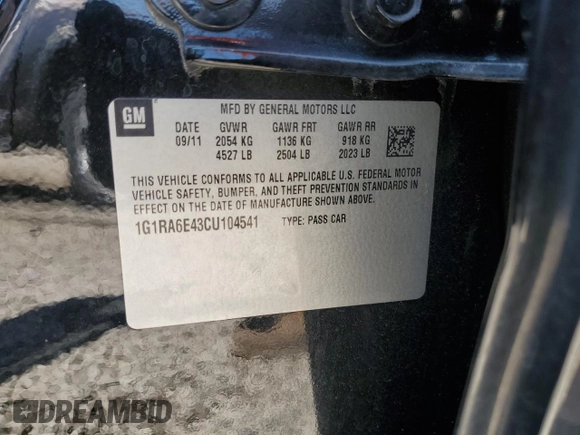 GM
MFD BY GENERAL MOTORS LLC
DATE GVWR GAWR FRT GAWR RR
09/11 2054 KG 1136 KG 918 KG
4527 LB 2504 LB 2023 LB
THIS VEHICLE CONFORMS TO ALL APPLICABLE U.S. FEDERAL MOTOR
VEHICLE SAFETY, BUMPER, AND THEFT PREVENTION STANDARDS IN
EFFECT ON THE DATE OF MANUFACTURE SHOWN ABOVE.
1G1RA6E43CU104541 TYPE: PASS CAR
DREAMBID